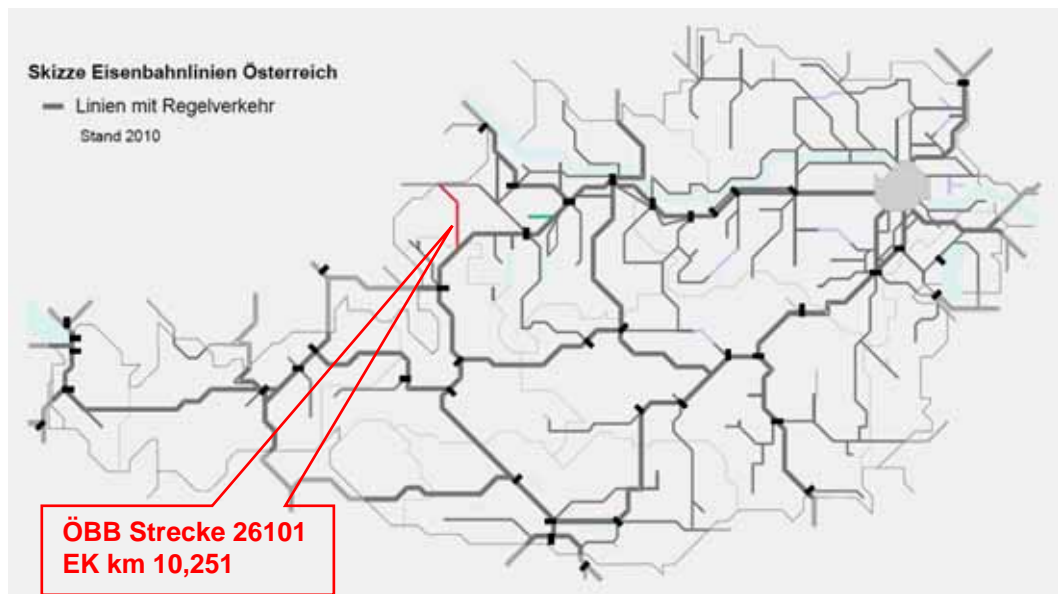 Skizze Eisenbahnlinien Österreich
Linien mit Regelverkehr
Stand 2010
ÖBB Strecke 26101
EK km 10,251